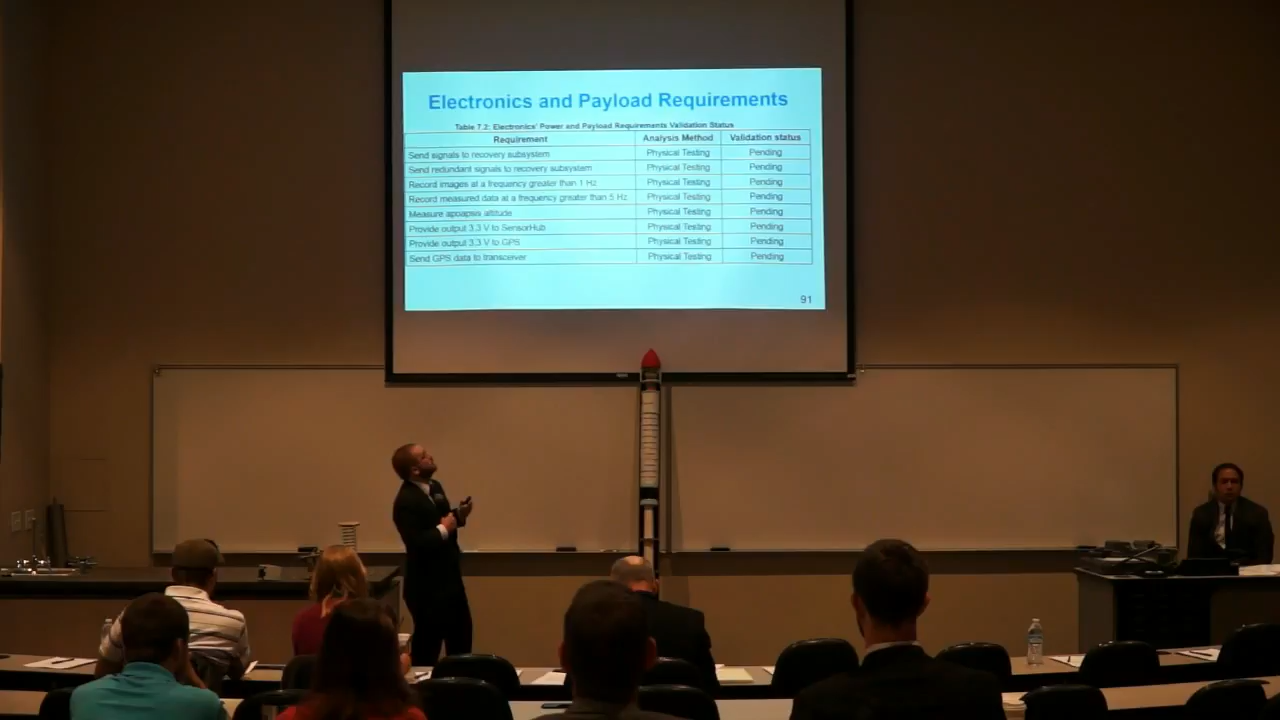 Electronics and Payload Requirements
Table 7.2: Electronics' Power and Payload Requirements Validation Status
Requirement Analysis Method Validation status
Send signals to recovery subsystem Physical Testing Pending
Send redundant signals to recovery subsystem Physical Testing Pending
Record images at a frequency greater than 1 Hz Physical Testing Pending
Record measured data at a frequency greater than 5 Hz Physical Testing Pending
Measure apoapsis altitude Physical Testing Pending
Provide output 3.3 V to SensorHub Physical Testing Pending
Provide output 3.3 V to GPS Physical Testing Pending
Send GPS data to transceiver Physical Testing Pending
91